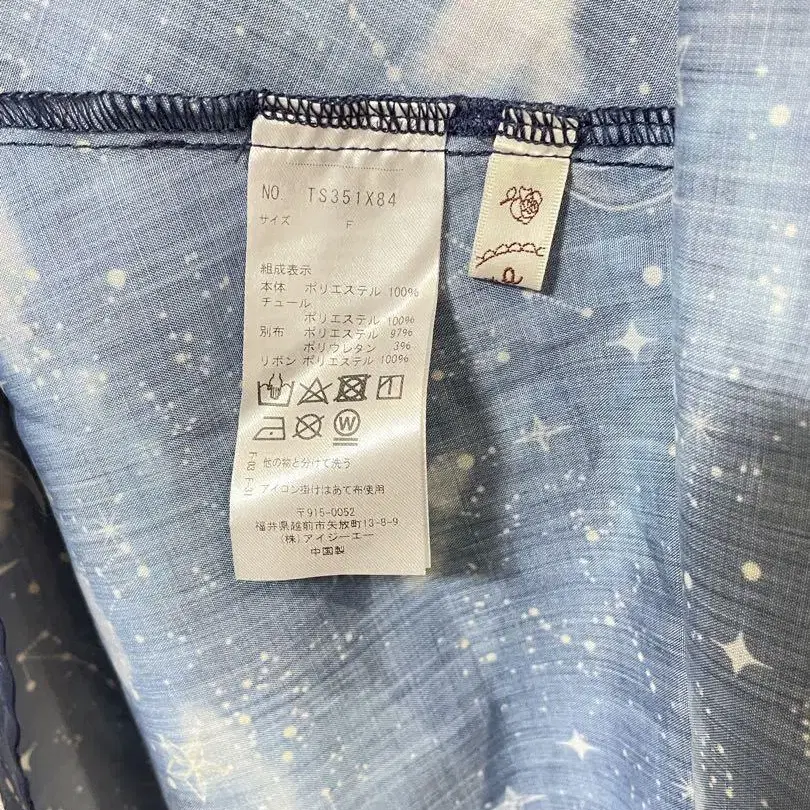 NO. TS351X84
サイズ F
組成表示
本体 ポリエステル 100%
チュール
ポリエステル 100%
別布 ポリエステル 97%
ポリウレタン 3%
リボン ポリエステル 100%
W
他の物と分けて洗う
アイロン掛けはあて布使用
〒915-0052
福井県越前市矢放町13-8-9
(株)アイジーエー
中国製